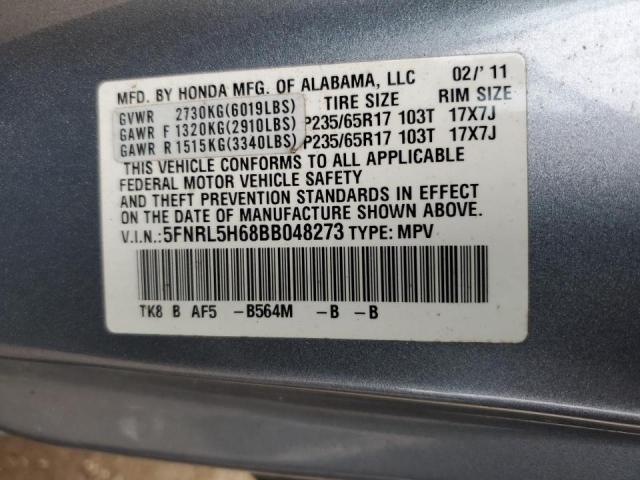 MFD. BY HONDA MFG. OF ALABAMA, LLC 02/'11
GVWR 2730KG(6019LBS) TIRE SIZE RIM SIZE
GAWR F 1320KG(2910LBS) P235/65R17 103T 17X7J
GAWR R 1515KG(3340LBS) P235/65R17 103T 17X7J
THIS VEHICLE CONFORMS TO ALL APPLICABLE
FEDERAL MOTOR VEHICLE SAFETY
AND THEFT PREVENTION STANDARDS IN EFFECT
ON THE DATE OF MANUFACTURE SHOWN ABOVE.
V.I.N.: 5FNRL5H68BB048273 TYPE: MPV
TK8 B AF5 -B564M -B -B